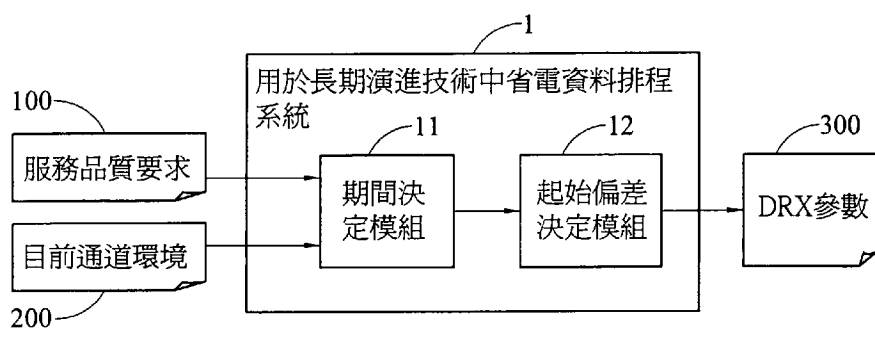 1
用於長期演進技術中省電資料排程
系統
100
服務品質要求
目前通道環境
200
11
期間決
定模組
12
起始偏差
決定模組
300
DRX參數